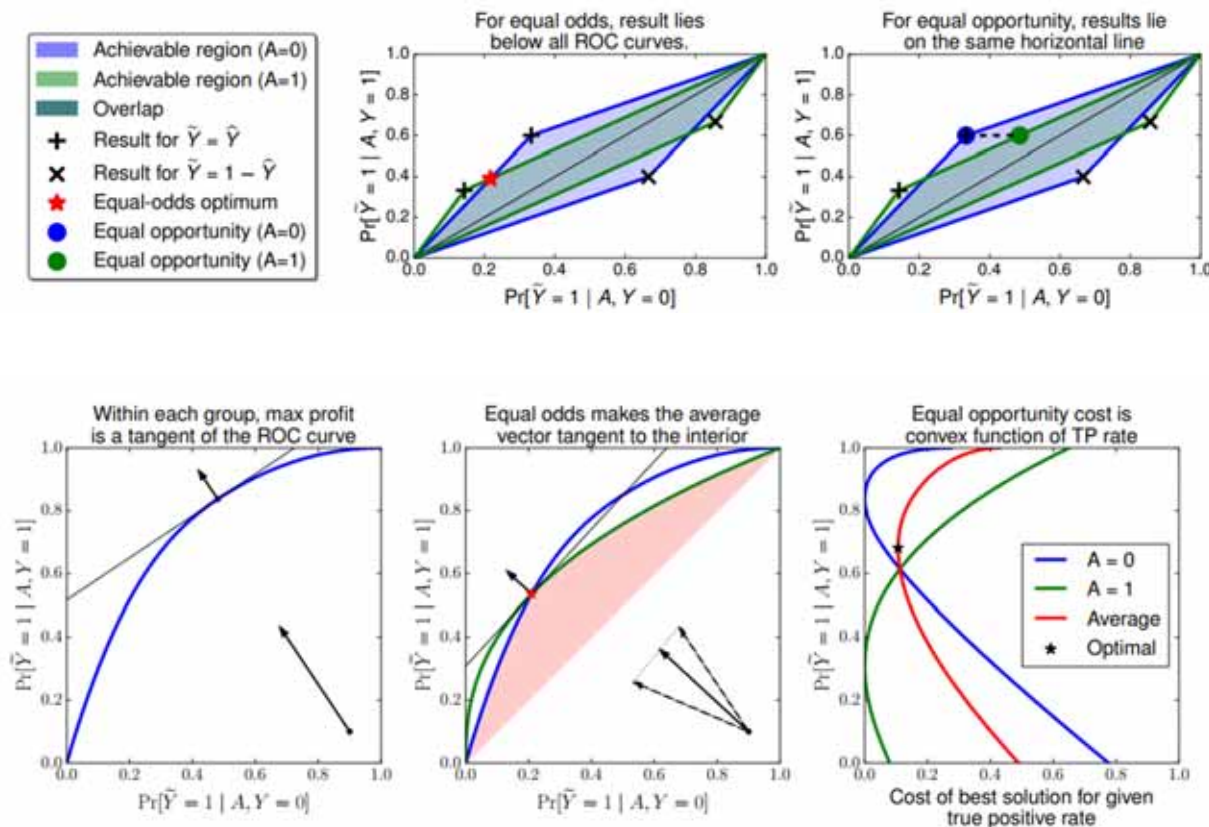 Achievable region (A=0)
Achievable region (A=1)
Overlap
Result for Ỹ = Ŷ
Result for Ỹ = 1 − Ŷ
Equal-odds optimum
Equal opportunity (A=0)
Equal opportunity (A=1)
For equal odds, result lies
below all ROC curves.
Pr[Ỹ = 1 | A, Y = 1]
1.0
0.8
0.6
0.4
0.2
0.0
0.0 0.2 0.4 0.6 0.8 1.0
Pr[Ỹ = 1 | A, Y = 0]
For equal opportunity, results lie
on the same horizontal line
Pr[Ỹ = 1 | A, Y = 1]
1.0
0.8
0.6
0.4
0.2
0.0
0.0 0.2 0.4 0.6 0.8 1.0
Pr[Ỹ = 1 | A, Y = 0]
Within each group, max profit
is a tangent of the ROC curve
Pr[Ỹ = 1 | A, Y = 1]
1.0
0.8
0.6
0.4
0.2
0.0
0.0 0.2 0.4 0.6 0.8 1.0
Pr[Ỹ = 1 | A, Y = 0]
Equal odds makes the average
vector tangent to the interior
Pr[Ỹ = 1 | A, Y = 1]
1.0
0.8
0.6
0.4
0.2
0.0
0.0 0.2 0.4 0.6 0.8 1.0
Pr[Ỹ = 1 | A, Y = 0]
Equal opportunity cost is
convex function of TP rate
Pr[Ỹ = 1 | A, Y = 1]
1.0
0.8
0.6
0.4
0.2
0.0
A = 0
A = 1
Average
Optimal
0.0 0.2 0.4 0.6 0.8 1.0
Cost of best solution for given
true positive rate